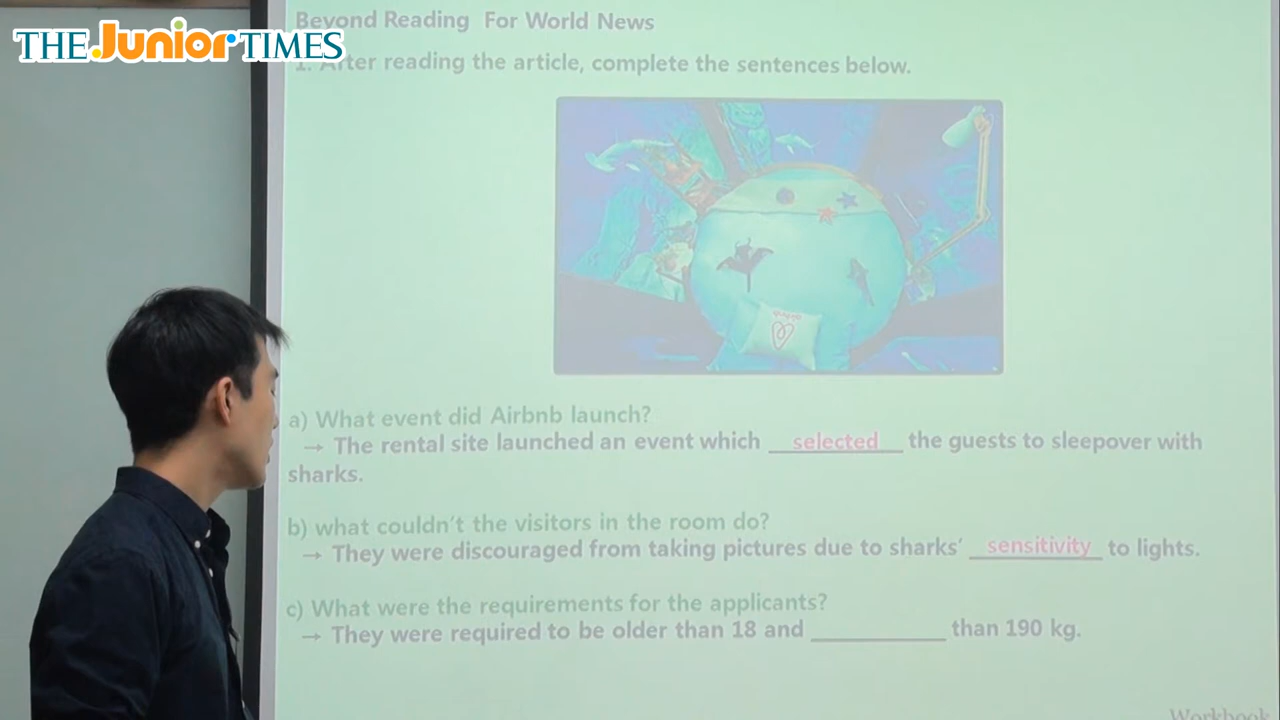 THE Junior TIMES
Beyond Reading For World News
1. After reading the article, complete the sentences below.
airbnb
a) What event did Airbnb launch?
→ The rental site launched an event which selected the guests to sleepover with
sharks.
b) what couldn't the visitors in the room do?
→ They were discouraged from taking pictures due to sharks' sensitivity to lights.
c) What were the requirements for the applicants?
→ They were required to be older than 18 and __________ than 190 kg.
Workbook